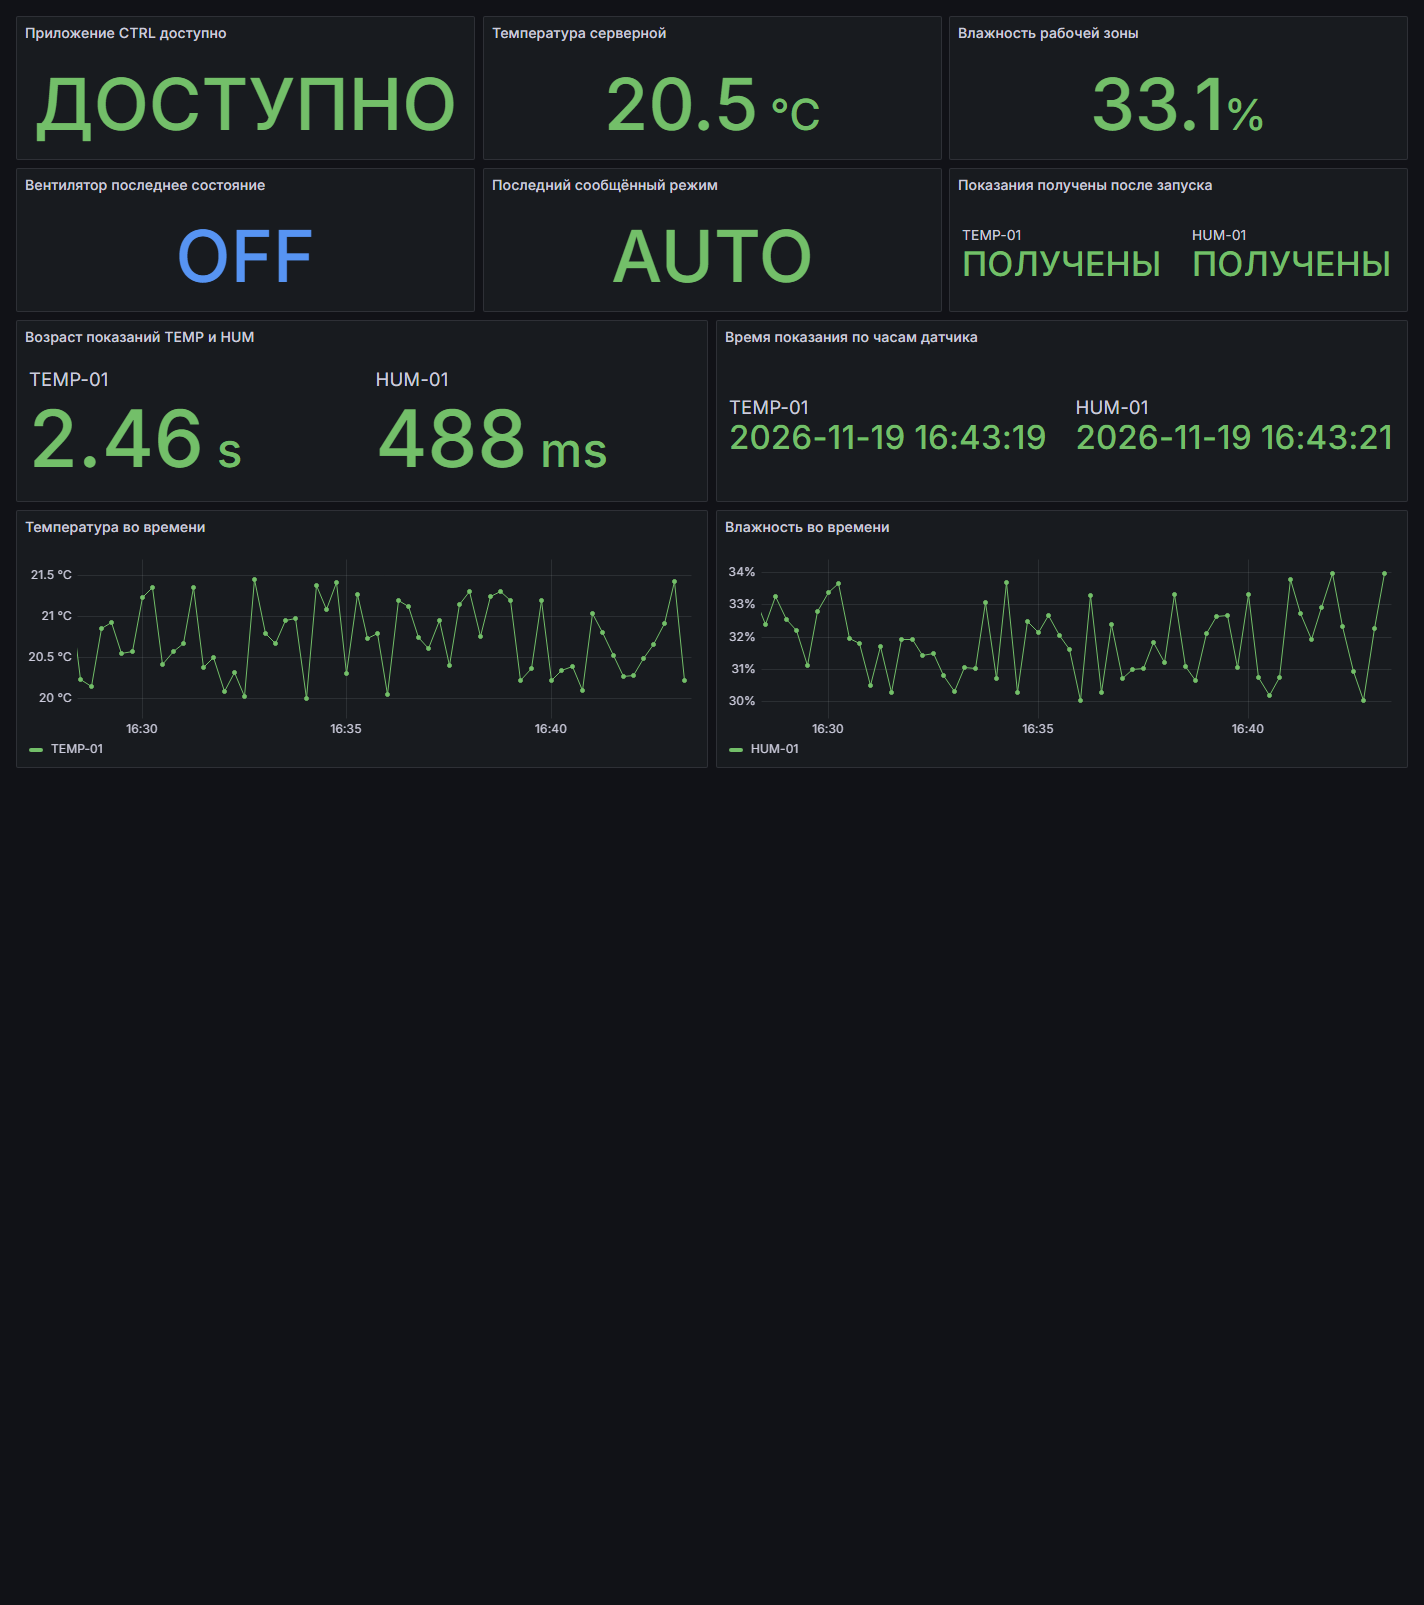 Приложение CTRL доступно
ДОСТУПНО
Температура серверной
20.5 °C
Влажность рабочей зоны
33.1%
Вентилятор последнее состояние
OFF
Последний сообщённый режим
AUTO
Показания получены после запуска
TEMP-01
ПОЛУЧЕНЫ
HUM-01
ПОЛУЧЕНЫ
Возраст показаний TEMP и HUM
TEMP-01
2.46 s
HUM-01
488 ms
Время показания по часам датчика
TEMP-01
2026-11-19 16:43:19
HUM-01
2026-11-19 16:43:21
Температура во времени
21.5 °C
21 °C
20.5 °C
20 °C
16:30
16:35
16:40
TEMP-01
Влажность во времени
34%
33%
32%
31%
30%
16:30
16:35
16:40
HUM-01